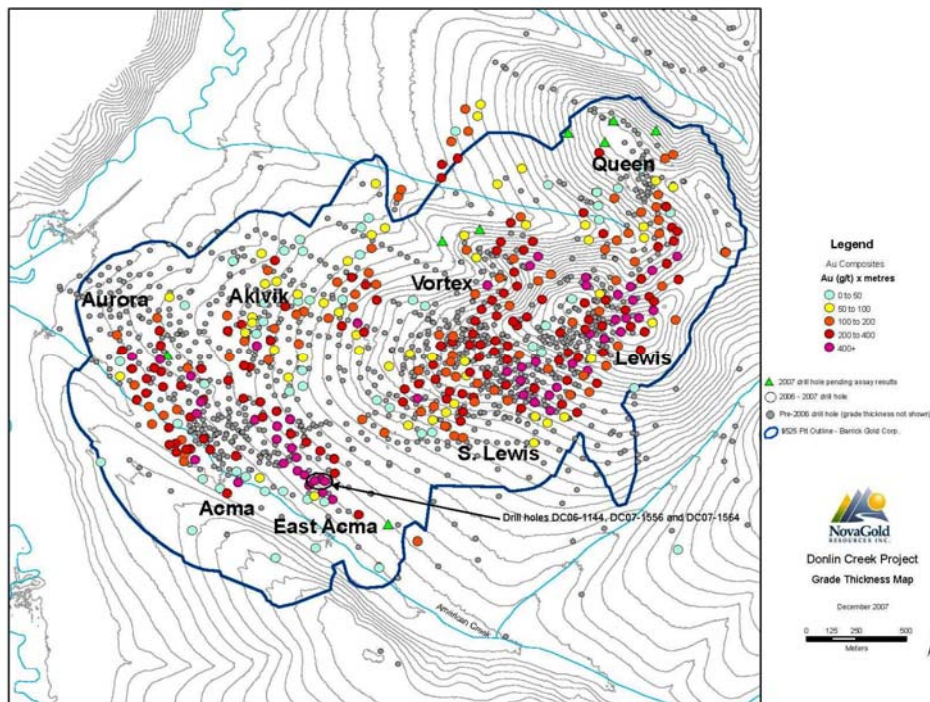 Queen
Vortex
Aurora
Akivik
Lewis
S. Lewis
Acma
East Acma
Drill holes DC06-1144, DC07-1556 and DC07-1564
American Creek
Legend
Au Composites
Au (g/t) x metres
0 to 50
50 to 100
100 to 200
200 to 400
400+
2007 drill hole pending assay results
2006 - 2007 drill hole
Pre-2006 drill hole (grade thickness not shown)
Pit Outline - Barrick Gold Corp.
NovaGold
RESOURCES INC.
Donlin Creek Project
Grade Thickness Map
December 2007
0 125 250 500
Meters